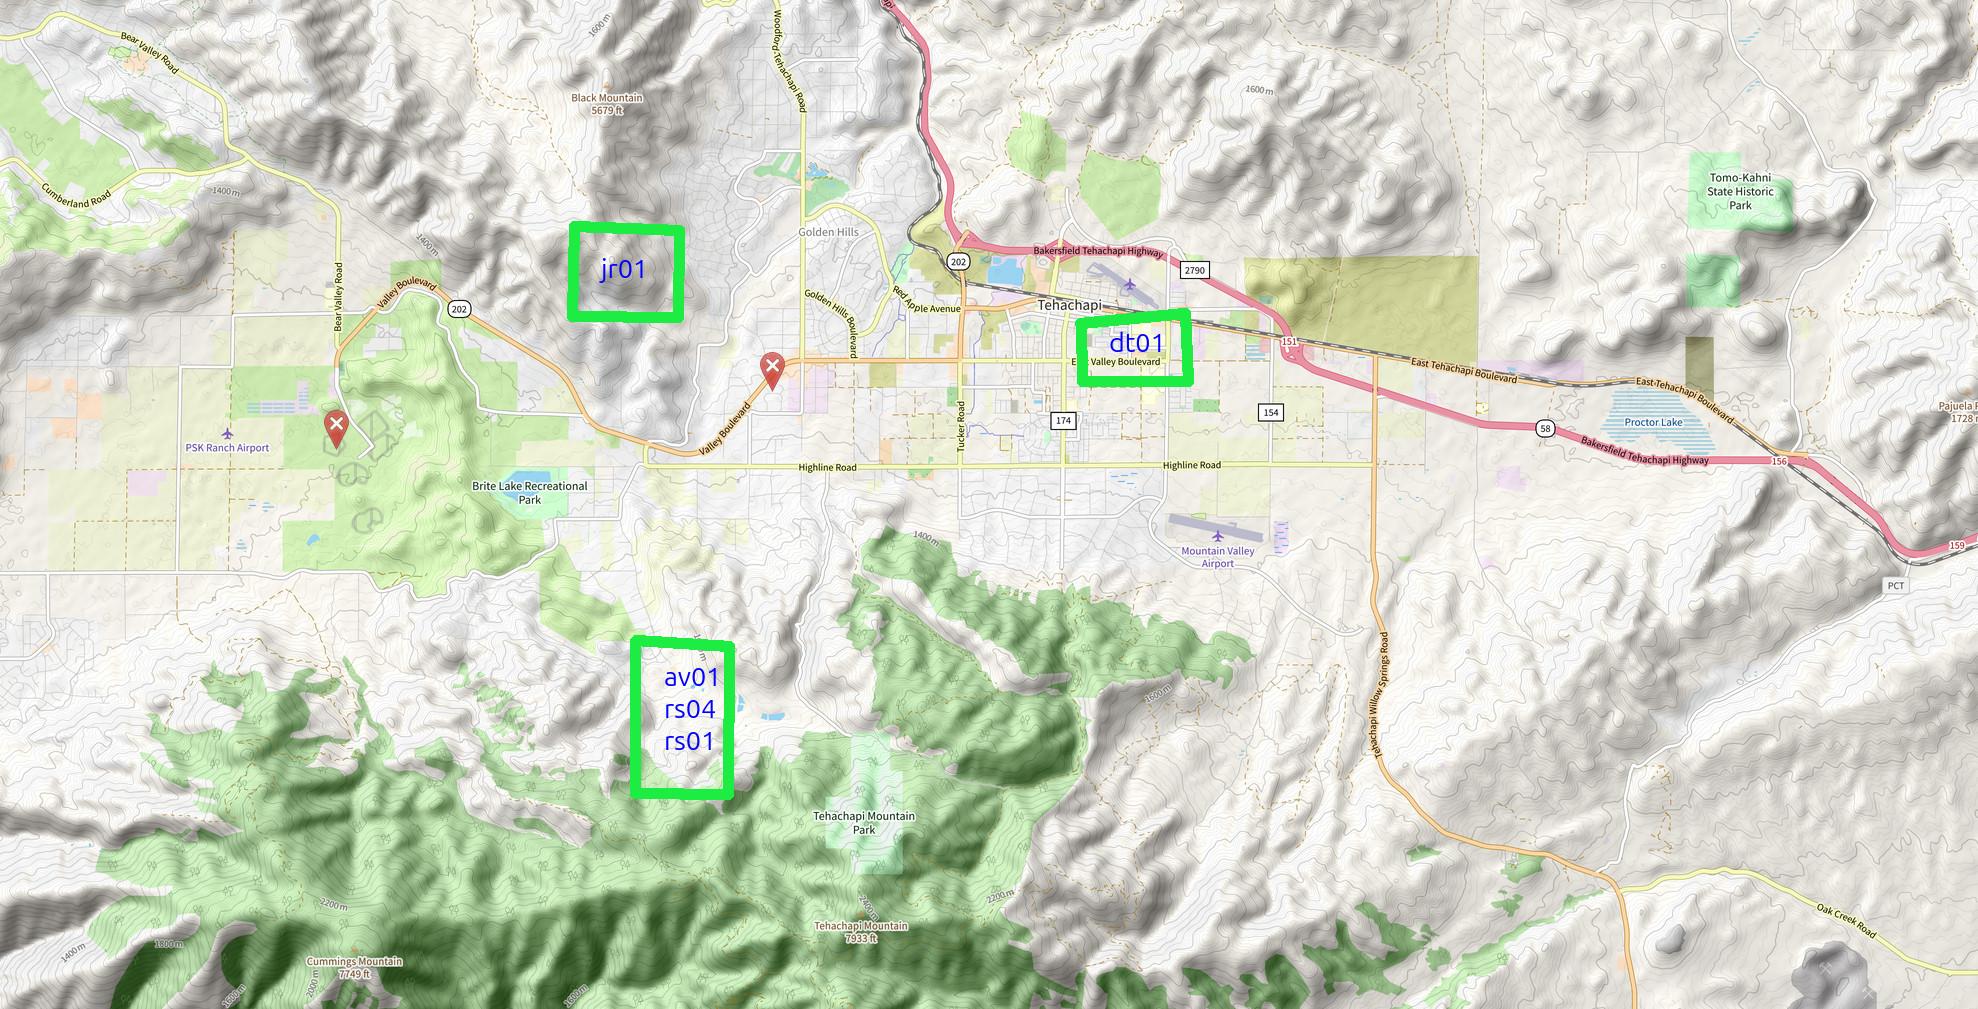 Bear Valley Road
Woodford Tehachapi Road
1600 m
Black Mountain
5679 ft
1600 m
Cumberland Road
1400 m
Tomo-Kahni
State Historic
Park
1400 m
Golden Hills
Bakersfield Tehachapi Highway
202
2790
jr01
Bear Valley Road
Valley Boulevard
202
Golden Hills Boulevard
Red Apple Avenue
Tehachapi
dt01
East Valley Boulevard
151
East Tehachapi Boulevard
East Tehachapi Boulevard
PSK Ranch Airport
Valley Boulevard
Tucker Road
174
154
58
Proctor Lake
Bakersfield Tehachapi Highway
156
Pajuela
1728
Highline Road
Highline Road
Brite Lake Recreational
Park
1400 m
Mountain Valley
Airport
159
PCT
av01
rs04
rs01
1600 m
Tehachapi Willow Springs Road
Tehachapi Mountain
Park
2200 m
2400 m
2200 m
Tehachapi Mountain
7933 ft
Oak Creek Road
1400 m
1800 m
Cummings Mountain
7749 ft
1600 m
2000 m
1600 m